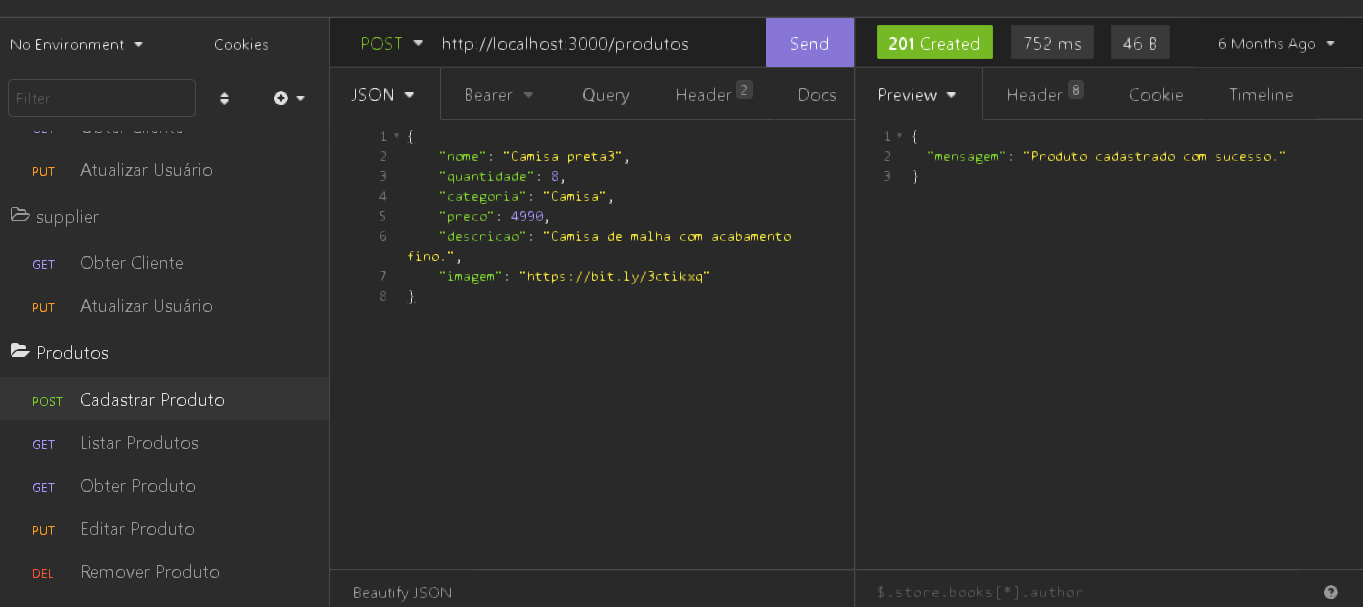 No Environment
Cookies
Filter
Obter Cliente
PUT Atualizar Usuário
supplier
GET Obter Cliente
PUT Atualizar Usuário
Produtos
POST Cadastrar Produto
GET Listar Produtos
GET Obter Produto
PUT Editar Produto
DEL Remover Produto
POST http://localhost:3000/produtos Send
JSON Bearer Query Header 2 Docs
1 {
2 "nome": "Camisa preta3",
3 "quantidade": 8,
4 "categoria": "Camisa",
5 "preco": 4990,
6 "descricao": "Camisa de malha com acabamento
fino.",
7 "imagem": "https://bit.ly/3ctikxq"
8 }
Beautify JSON
201 Created 752 ms 46 B 6 Months Ago
Preview Header 8 Cookie Timeline
1 {
2 "mensagem": "Produto cadastrado com sucesso."
3 }
$.store.books[*].author